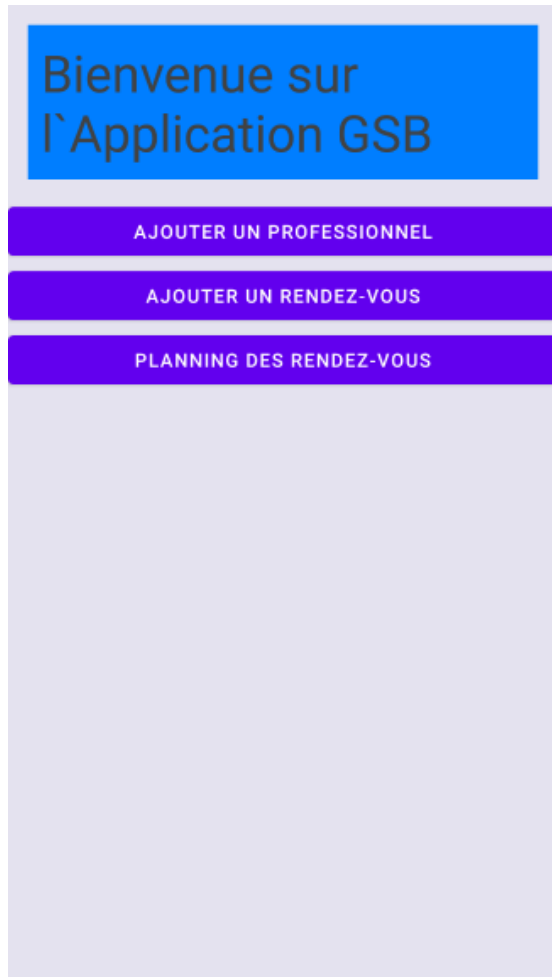 Bienvenue sur
l`Application GSB
AJOUTER UN PROFESSIONNEL
AJOUTER UN RENDEZ-VOUS
PLANNING DES RENDEZ-VOUS